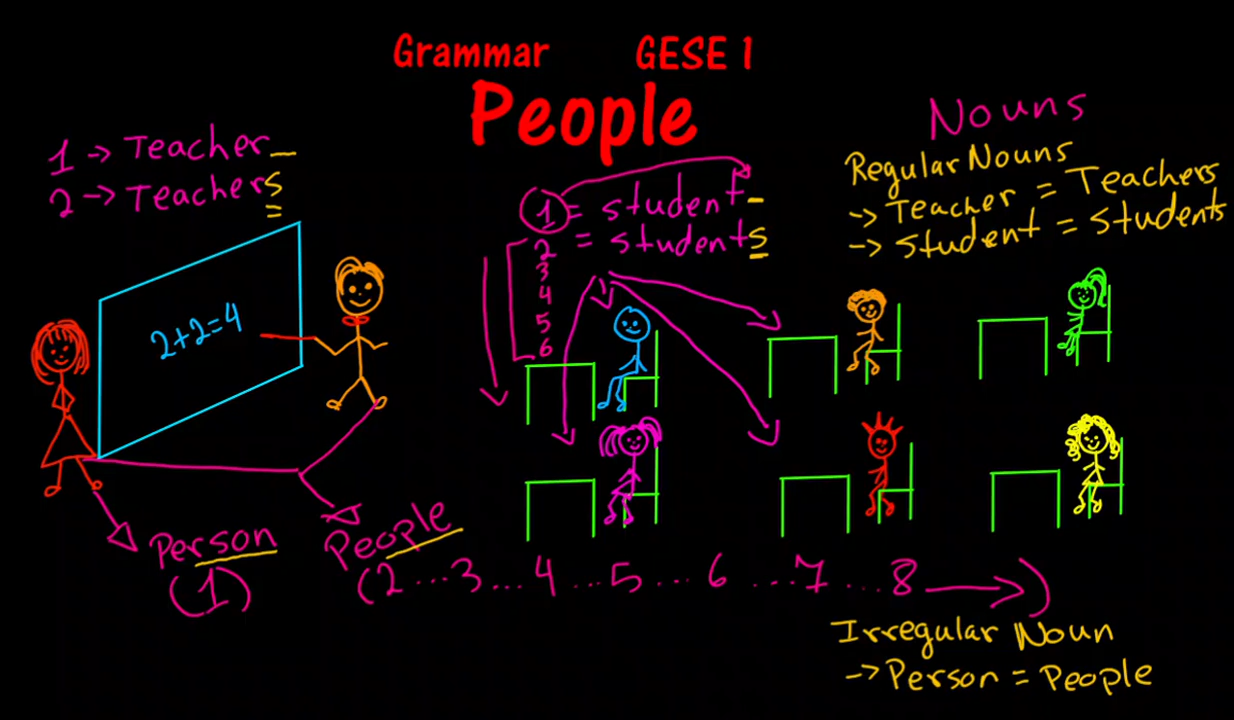 Grammar GESE 1
People
1 -> Teacher_
2 -> Teachers
2+2=4
1 = student-
2 = students
3
4
5
6
Nouns
Regular Nouns
-> Teacher = Teachers
-> Student = Students
Person
(1)
People
(2...3...4...5...6...7...8 →)
Irregular Noun
-> Person = People